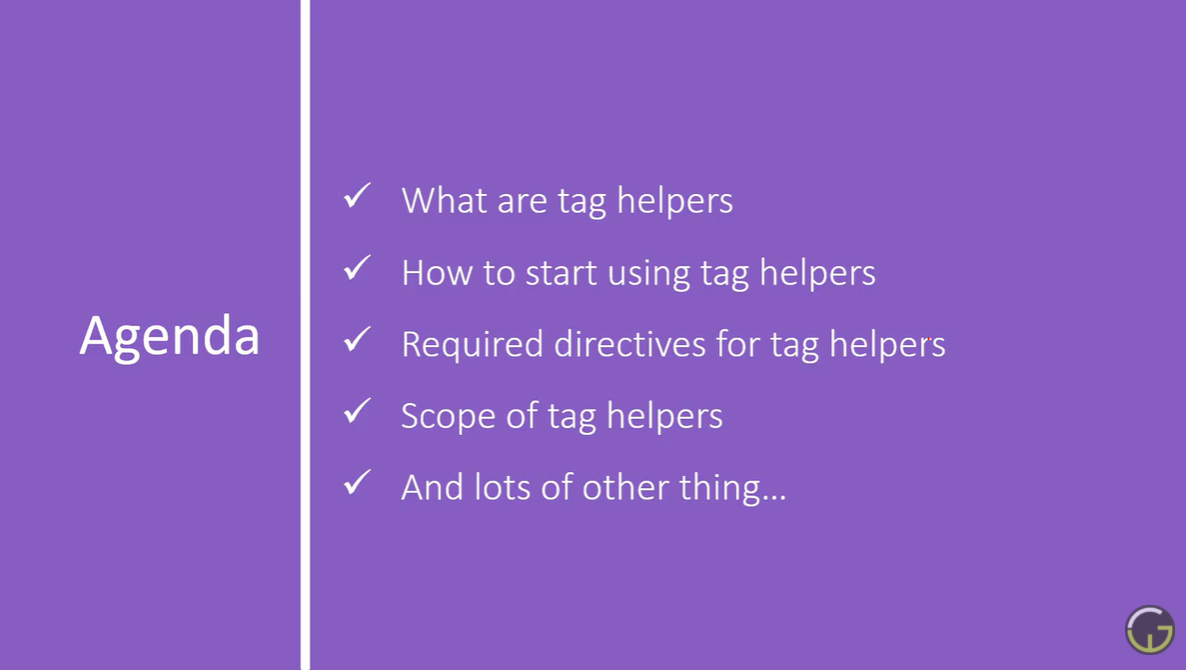 Agenda
✓ What are tag helpers
✓ How to start using tag helpers
✓ Required directives for tag helpers
✓ Scope of tag helpers
✓ And lots of other thing...